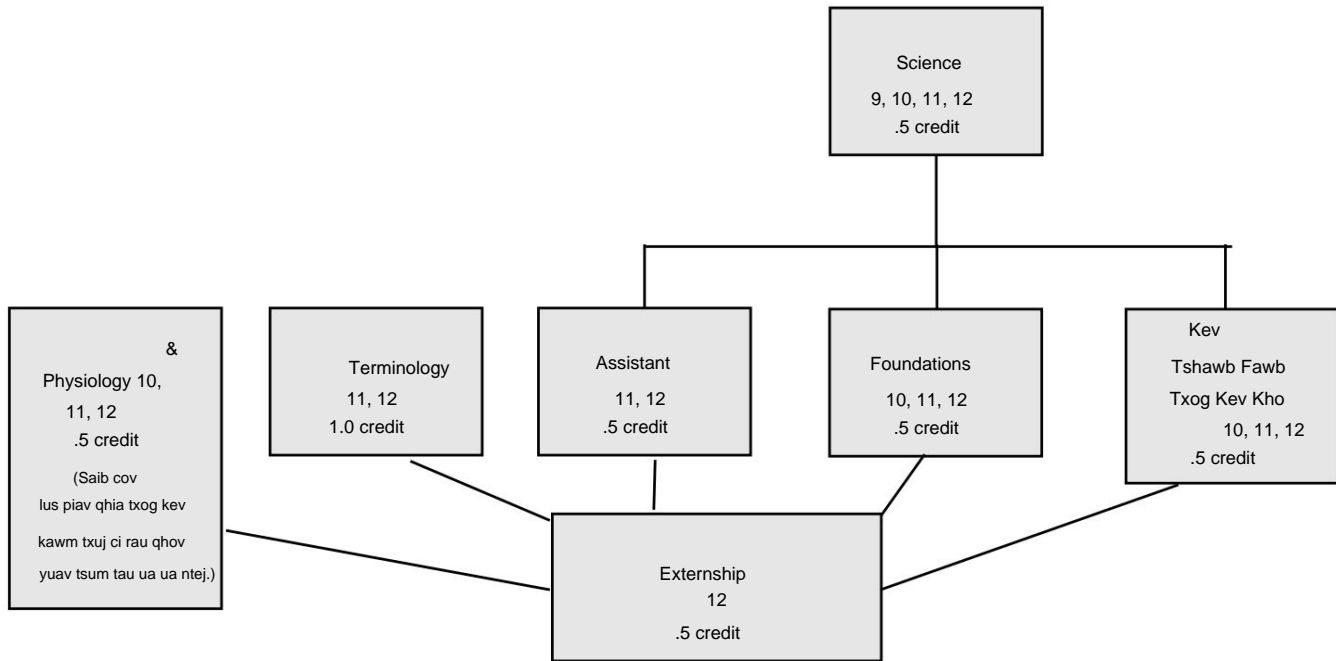 Science
9, 10, 11, 12
.5 credit
&
Physiology 10,
11, 12
.5 credit
(Saib cov
lus piav qhia txog kev
kawm txuj ci rau qhov
yuav tsum tau ua ua ntej.)
Terminology
11, 12
1.0 credit
Assistant
11, 12
.5 credit
Foundations
10, 11, 12
.5 credit
Kev
Tshawb Fawb
Txog Kev Kho
10, 11, 12
.5 credit
Externship
12
.5 credit